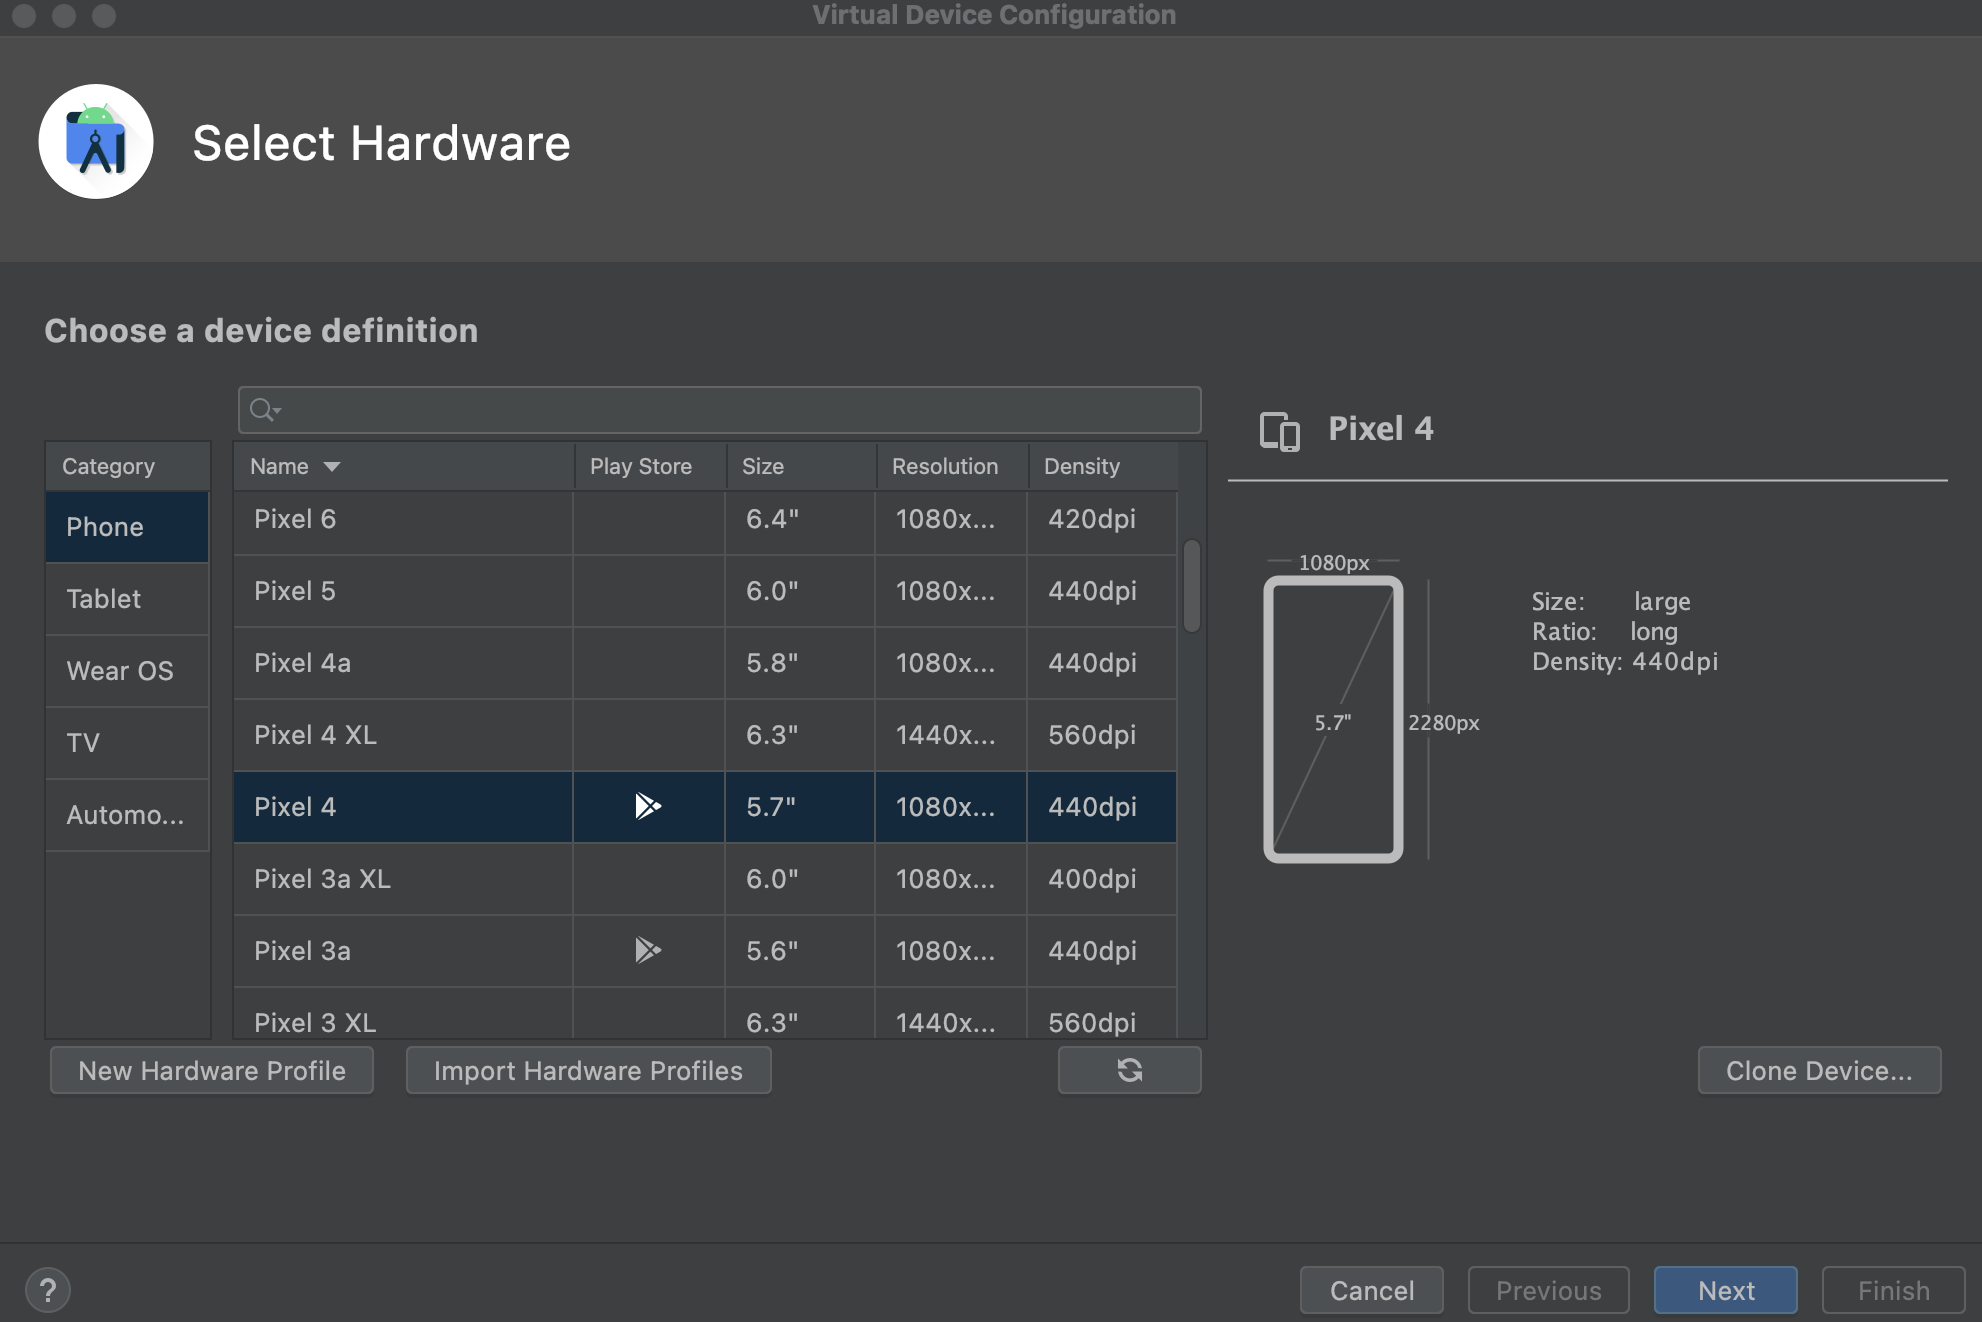 Virtual Device Configuration
Select Hardware
Choose a device definition
Category
Phone
Tablet
Wear OS
TV
Automo...
Name Play Store Size Resolution Density
Pixel 6 6.4" 1080x... 420dpi
Pixel 5 6.0" 1080x... 440dpi
Pixel 4a 5.8" 1080x... 440dpi
Pixel 4 XL 6.3" 1440x... 560dpi
Pixel 4 5.7" 1080x... 440dpi
Pixel 3a XL 6.0" 1080x... 400dpi
Pixel 3a 5.6" 1080x... 440dpi
Pixel 3 XL 6.3" 1440x... 560dpi
Pixel 4
1080px
5.7"
2280px
Size: large
Ratio: long
Density: 440dpi
New Hardware Profile
Import Hardware Profiles
Clone Device...
?
Cancel
Previous
Next
Finish